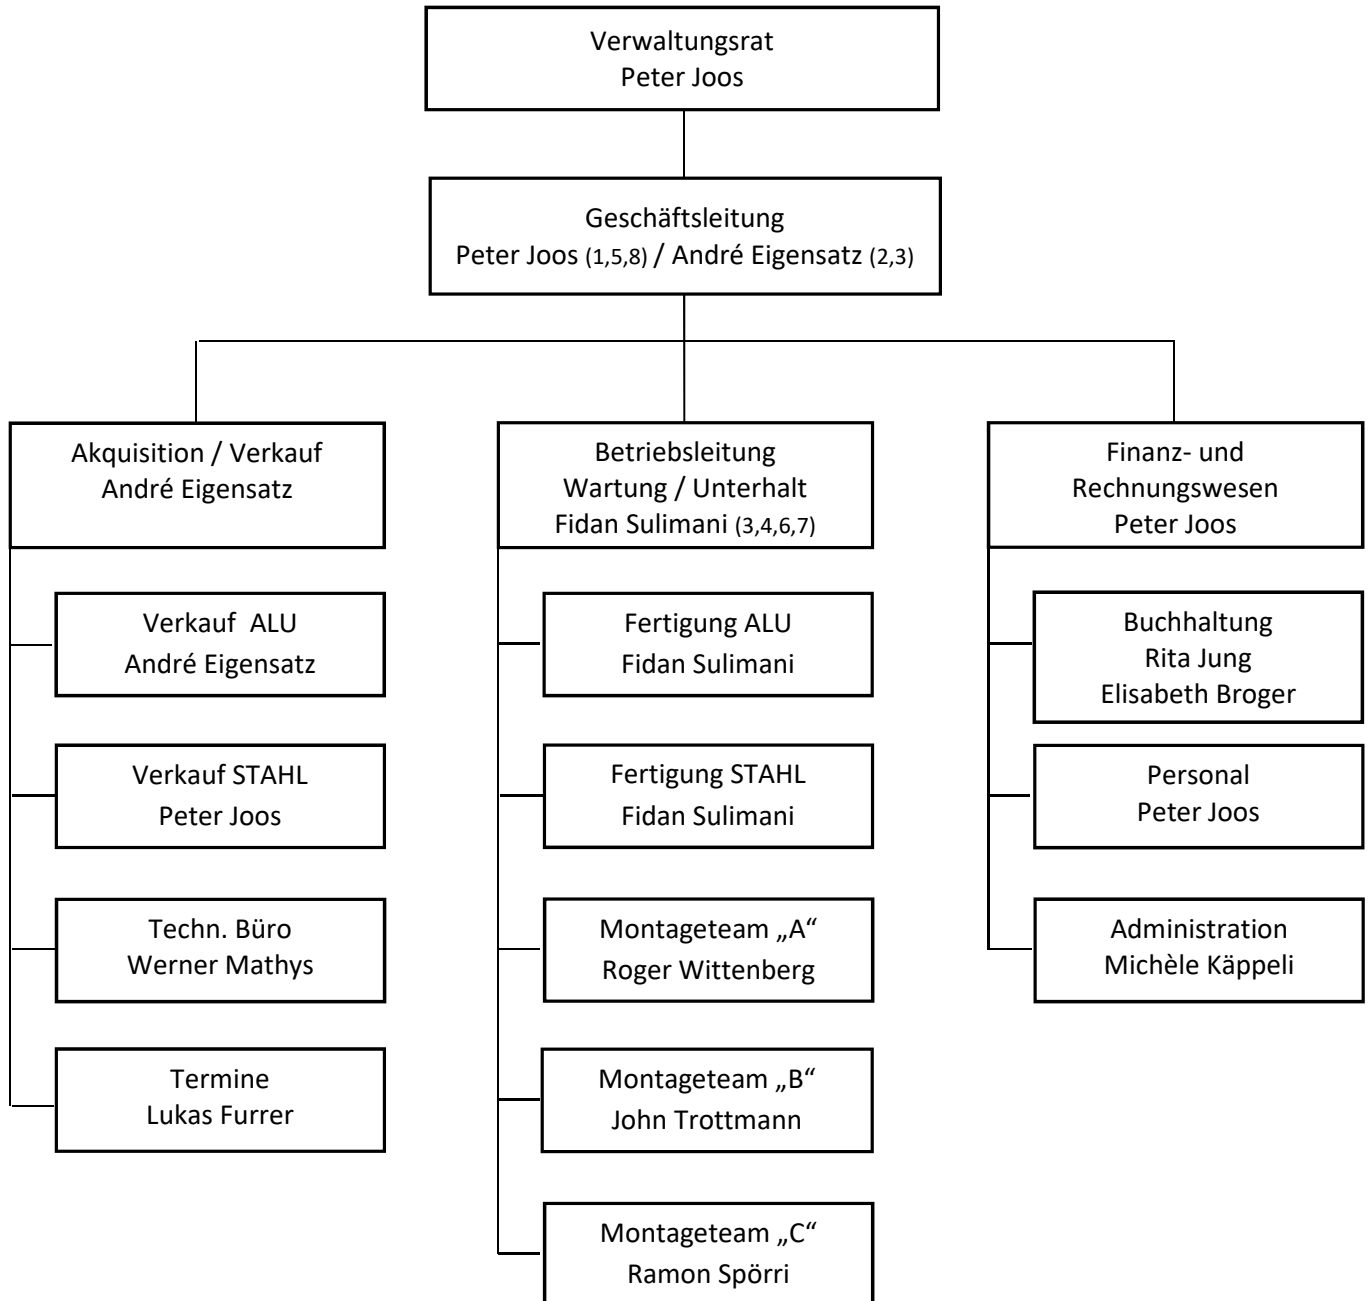 Verwaltungsrat
Peter Joos
Geschäftsleitung
Peter Joos (1,5,8) / André Eigensatz (2,3)
Akquisition / Verkauf
André Eigensatz
Verkauf  ALU
André Eigensatz
Verkauf STAHL
Peter Joos
Techn. Büro
Werner Mathys
Termine
Lukas Furrer
Betriebsleitung
Wartung / Unterhalt
Fidan Sulimani (3,4,6,7)
Fertigung ALU
Fidan Sulimani
Fertigung STAHL
Fidan Sulimani
Montageteam „A“
Roger Wittenberg
Montageteam „B“
John Trottmann
Montageteam „C“
Ramon Spörri
Finanz- und
Rechnungswesen
Peter Joos
Buchhaltung
Rita Jung
Elisabeth Broger
Personal
Peter Joos
Administration
Michèle Käppeli